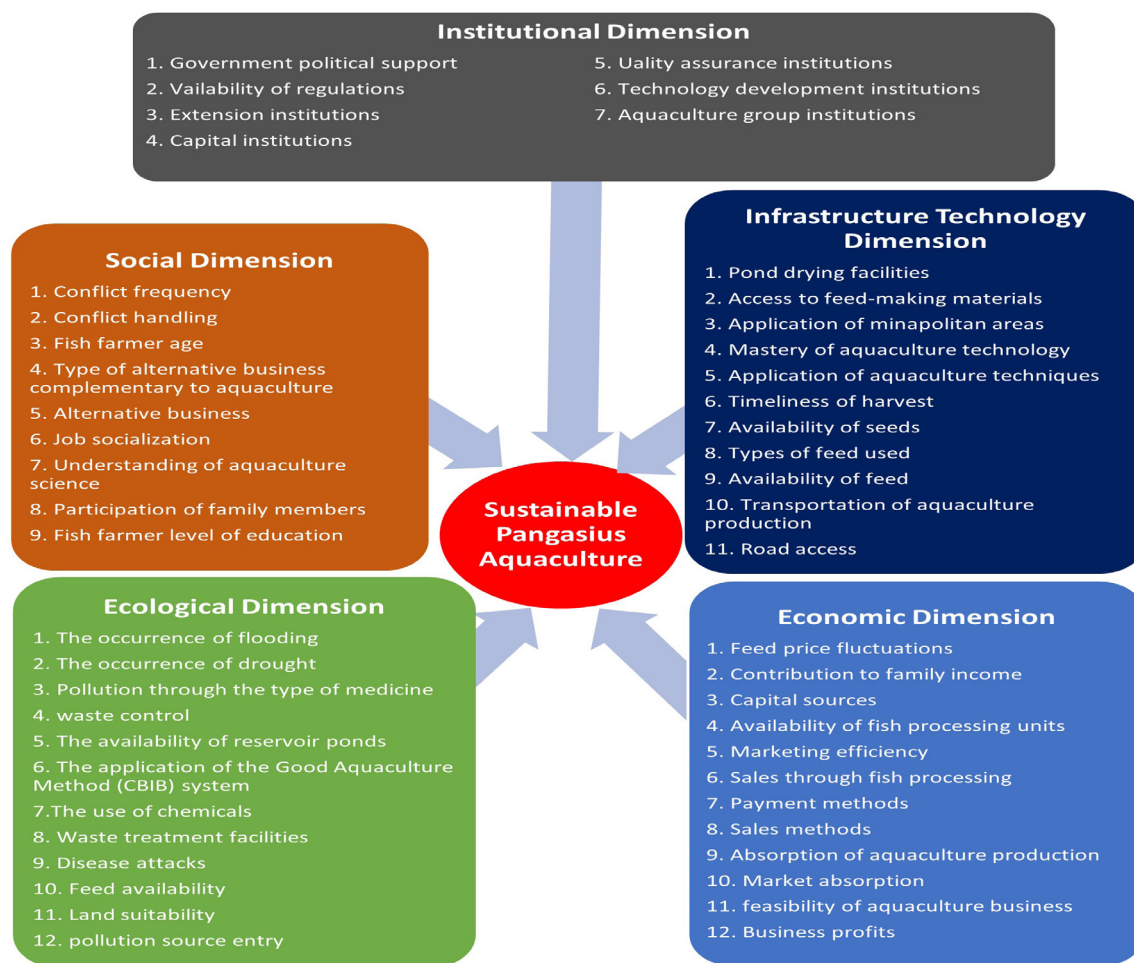 Institutional Dimension
1. Government political support
2. Vailability of regulations
3. Extension institutions
4. Capital institutions
5. Uality assurance institutions
6. Technology development institutions
7. Aquaculture group institutions
Social Dimension
1. Conflict frequency
2. Conflict handling
3. Fish farmer age
4. Type of alternative business
complementary to aquaculture
5. Alternative business
6. Job socialization
7. Understanding of aquaculture
science
8. Participation of family members
9. Fish farmer level of education
Infrastructure Technology
Dimension
1. Pond drying facilities
2. Access to feed-making materials
3. Application of minapolitan areas
4. Mastery of aquaculture technology
5. Application of aquaculture techniques
6. Timeliness of harvest
7. Availability of seeds
8. Types of feed used
9. Availability of feed
10. Transportation of aquaculture
production
11. Road access
Sustainable
Pangasius
Aquaculture
Ecological Dimension
1. The occurrence of flooding
2. The occurrence of drought
3. Pollution through the type of medicine
4. waste control
5. The availability of reservoir ponds
6. The application of the Good Aquaculture
Method (CBIB) system
7.The use of chemicals
8. Waste treatment facilities
9. Disease attacks
10. Feed availability
11. Land suitability
12. pollution source entry
Economic Dimension
1. Feed price fluctuations
2. Contribution to family income
3. Capital sources
4. Availability of fish processing units
5. Marketing efficiency
6. Sales through fish processing
7. Payment methods
8. Sales methods
9. Absorption of aquaculture production
10. Market absorption
11. feasibility of aquaculture business
12. Business profits